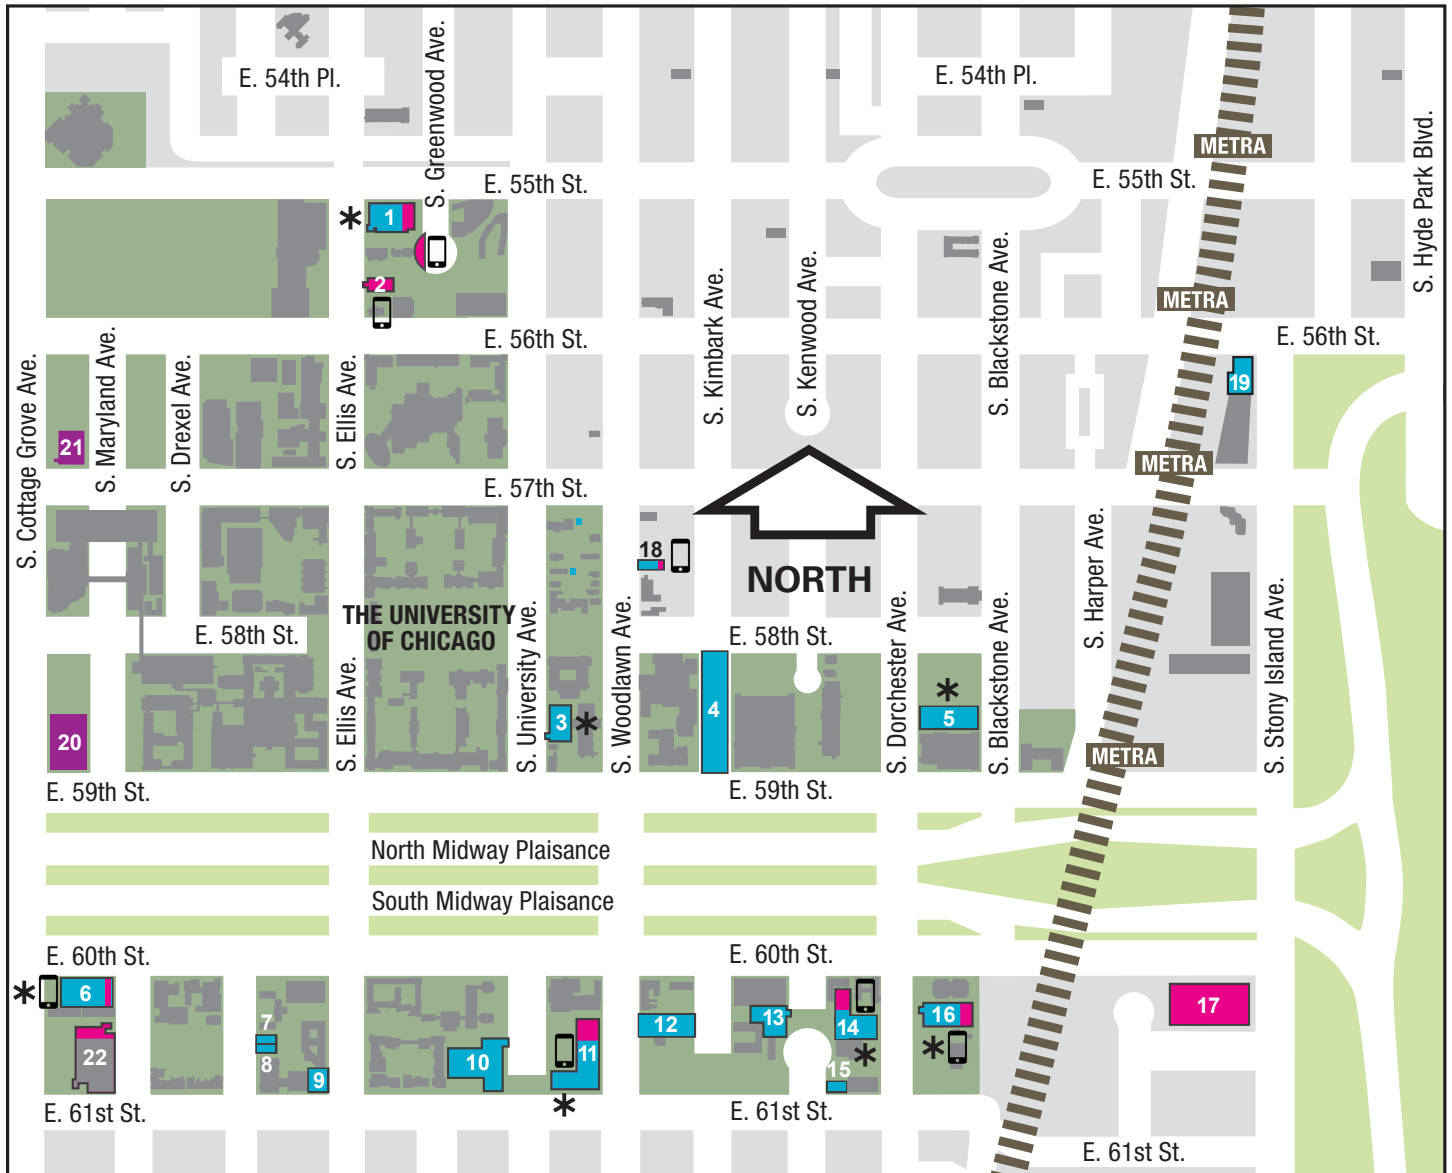 E. 54th Pl.
S. Greenwood Ave.
E. 54th Pl.
METRA
S. Hyde Park Blvd.
E. 55th St.
E. 55th St.
*
1
2
S. Kimbark Ave.
S. Kenwood Ave.
S. Blackstone Ave.
METRA
E. 56th St.
E. 56th St.
S. Cottage Grove Ave.
S. Maryland Ave.
S. Drexel Ave.
S. Ellis Ave.
19
21
METRA
E. 57th St.
18
NORTH
THE UNIVERSITY
OF CHICAGO
E. 58th St.
S. University Ave.
S. Woodlawn Ave.
E. 58th St.
S. Dorchester Ave.
S. Blackstone Ave.
S. Harper Ave.
S. Stony Island Ave.
S. Ellis Ave.
20
3
*
4
*
5
METRA
E. 59th St.
E. 59th St.
North Midway Plaisance
South Midway Plaisance
E. 60th St.
E. 60th St.
*
6
7
8
9
10
11
*
12
13
14
*
15
16
*
17
22
E. 61st St.
E. 61st St.
E. 61st St.